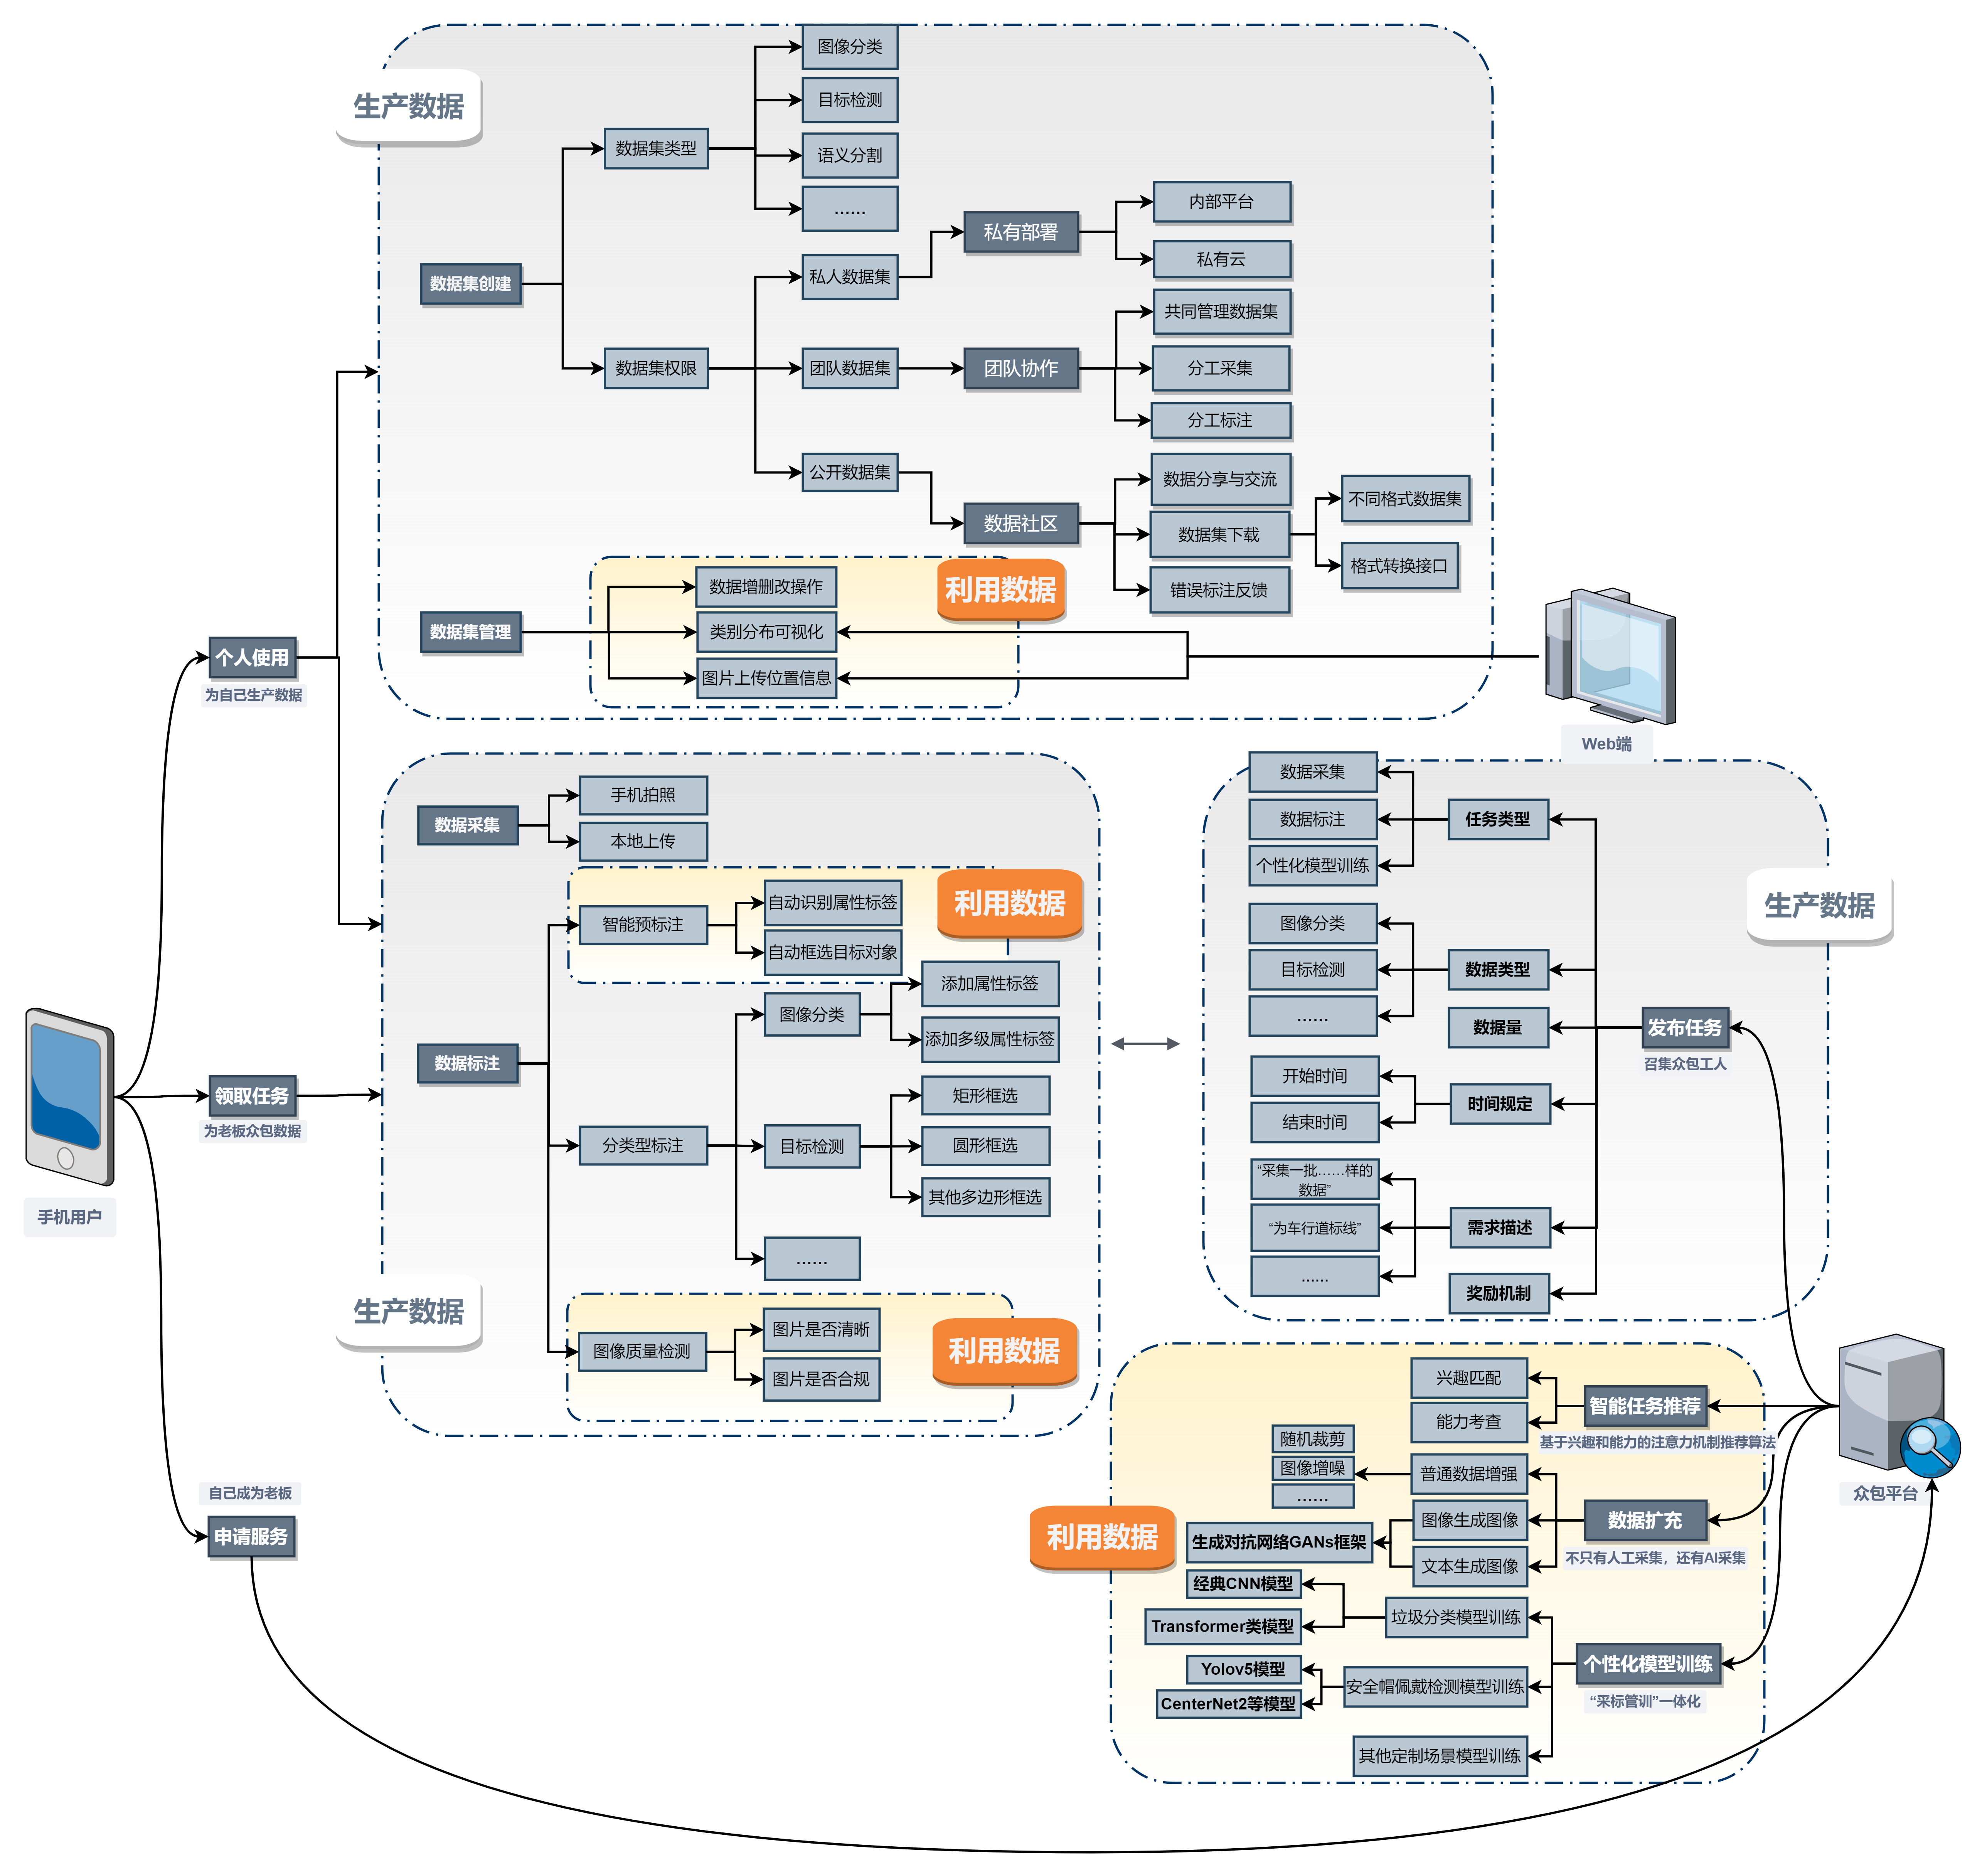 生产数据
图像分类
目标检测
数据集类型
语义分割
......
内部平台
私有部署
私有云
私人数据集
数据集创建
共同管理数据集
数据集权限
团队数据集
团队协作
分工采集
分工标注
公开数据集
数据分享与交流
不同格式数据集
数据社区
数据集下载
格式转换接口
错误标注反馈
利用数据
数据增删改操作
数据集管理
类别分布可视化
图片上传位置信息
Web端
个人使用
为自己生产数据
数据采集
手机拍照
本地上传
利用数据
智能预标注
自动识别属性标签
自动框选目标对象
添加属性标签
图像分类
添加多级属性标签
数据标注
矩形框选
分类型标注
目标检测
圆形框选
其他多边形框选
......
生产数据
利用数据
图像质量检测
图片是否清晰
图片是否合规
手机用户
领取任务
为老板众包数据
自己成为老板
申请服务
数据采集
数据标注
任务类型
个性化模型训练
生产数据
图像分类
目标检测
数据类型
......
数据量
发布任务
召集众包工人
开始时间
时间规定
结束时间
“采集一批......样的
数据”
“为车行道标线”
需求描述
......
奖励机制
兴趣匹配
智能任务推荐
能力考查
基于兴趣和能力的注意力机制推荐算法
随机裁剪
图像增噪
......
普通数据增强
众包平台
利用数据
图像生成图像
数据扩充
生成对抗网络GANs框架
不只有人工采集，还有AI采集
文本生成图像
经典CNN模型
垃圾分类模型训练
Transformer类模型
个性化模型训练
Yolov5模型
安全帽佩戴检测模型训练
“采标管训”一体化
CenterNet2等模型
其他定制场景模型训练